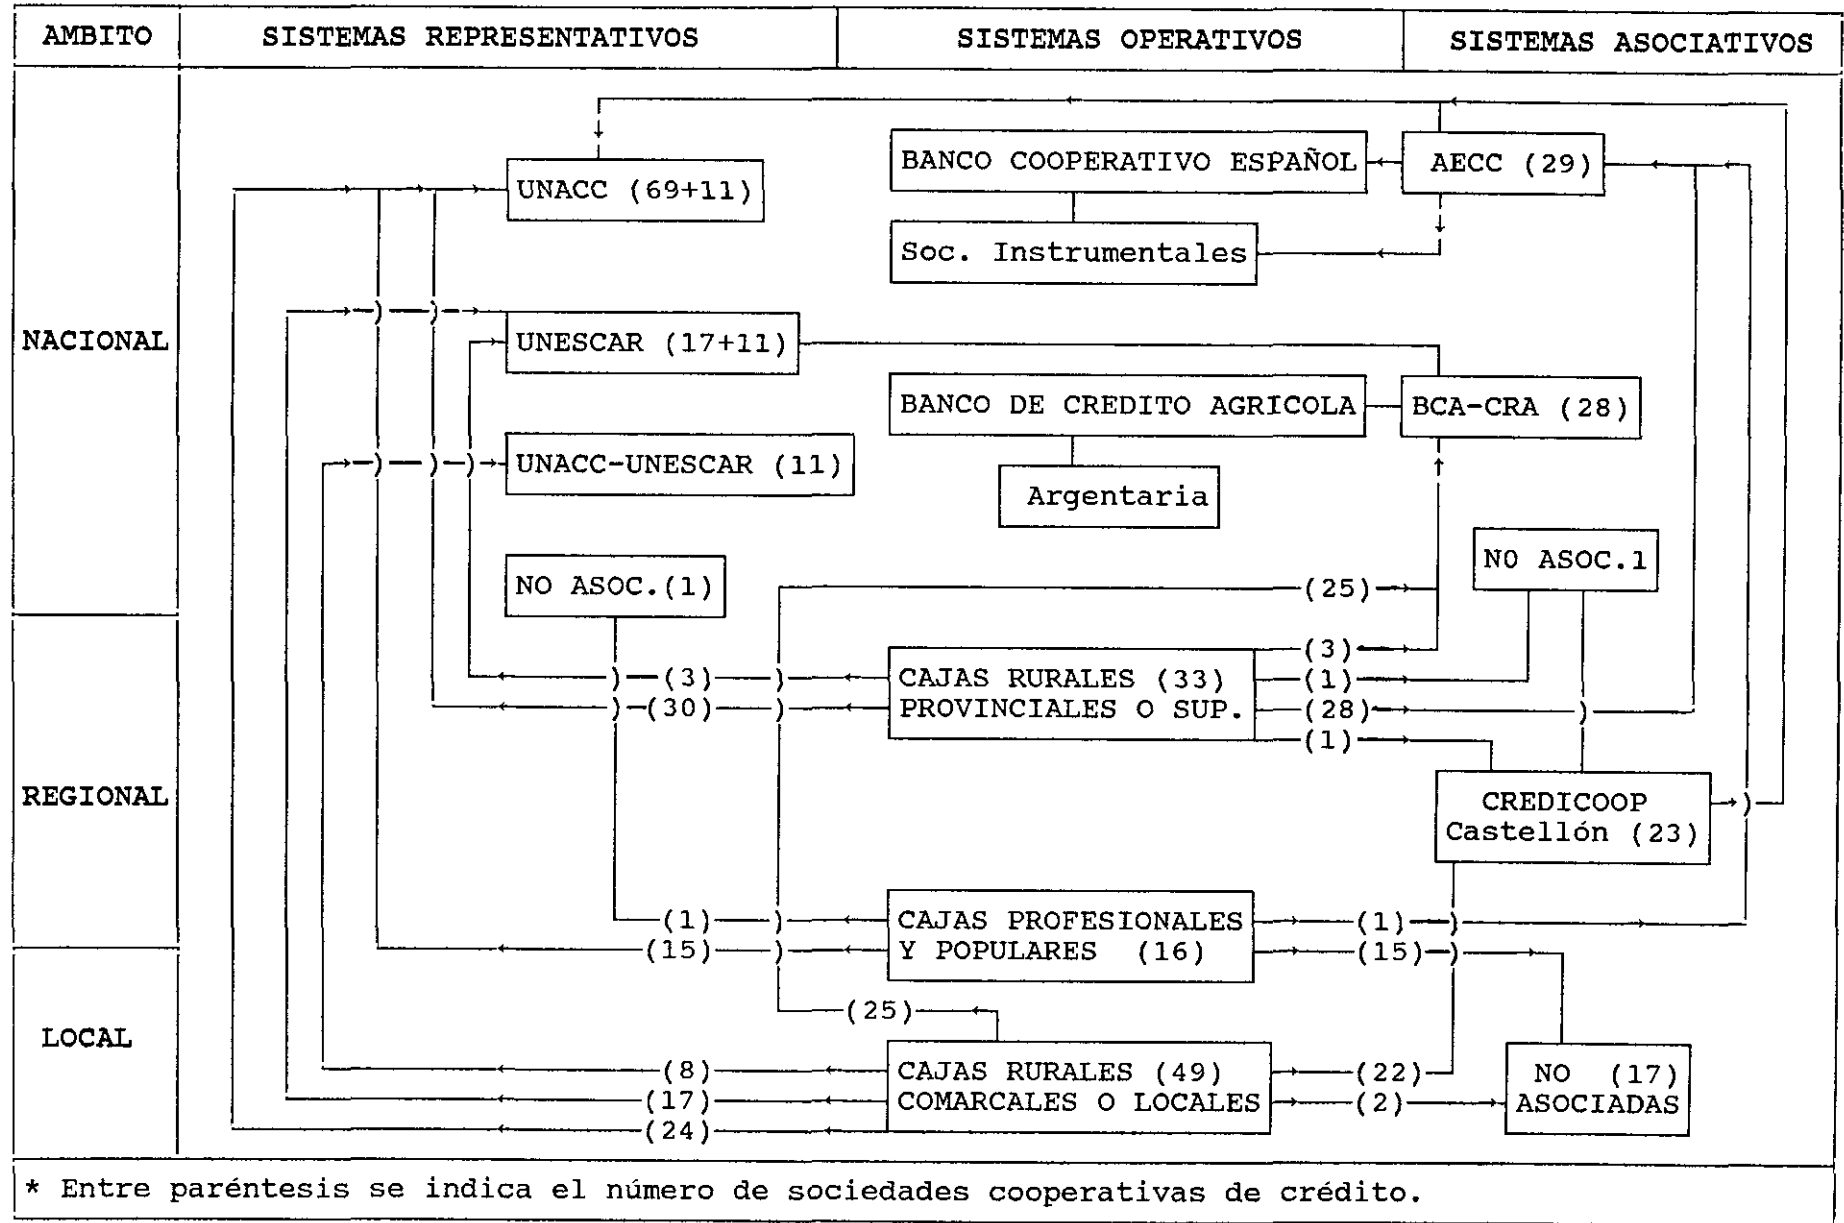 AMBITO SISTEMAS REPRESENTATIVOS SISTEMAS OPERATIVOS SISTEMAS ASOCIATIVOS
BANCO COOPERATIVO ESPAÑOL AECC (29)
UNACC (69+11)
Soc. Instrumentales
NACIONAL UNESCAR (17+11)
BANCO DE CREDITO AGRICOLA BCA-CRA (28)
UNACC-UNESCAR (11)
Argentaria
NO ASOC.1
NO ASOC.(1) (25)
(3)
(3) CAJAS RURALES (33) (1)
(30) PROVINCIALES O SUP. (28)
(1)
REGIONAL CREDICOOP
Castellón (23)
(1) CAJAS PROFESIONALES (1)
(15) Y POPULARES (16) (15)
(25)
LOCAL
(8) CAJAS RURALES (49) (22) NO (17)
(17) COMARCALES O LOCALES (2) ASOCIADAS
(24)
* Entre paréntesis se indica el número de sociedades cooperativas de crédito.